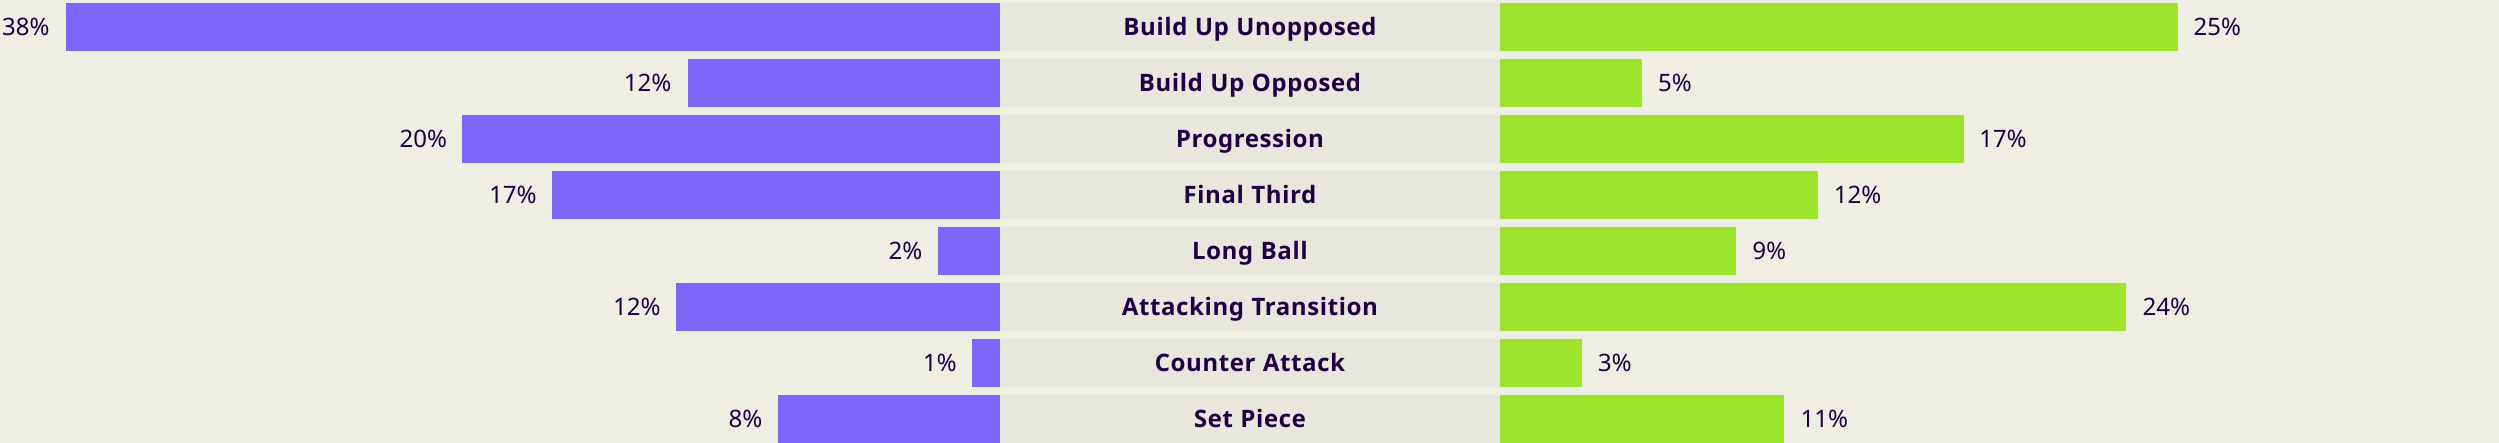 38% Build Up Unopposed 25%
12% Build Up Opposed 5%
20% Progression 17%
17% Final Third 12%
2% Long Ball 9%
12% Attacking Transition 24%
1% Counter Attack 3%
8% Set Piece 11%